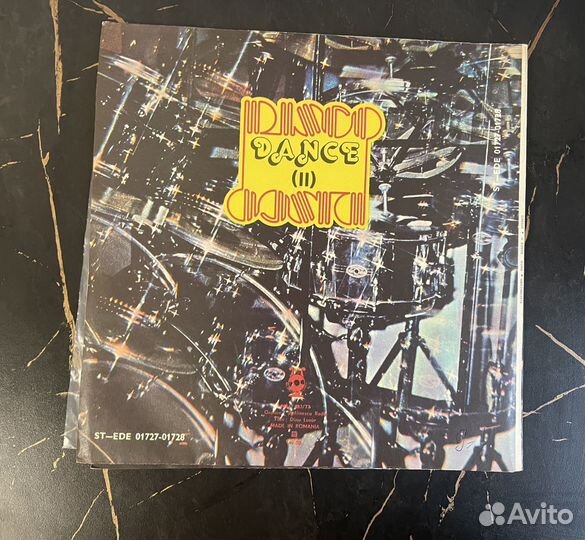 DISCO
DANCE
(II)
DISCO
ST—EDE 01727-01728
ST—EDE 01727-01728
MADE IN ROMANIA
Avito